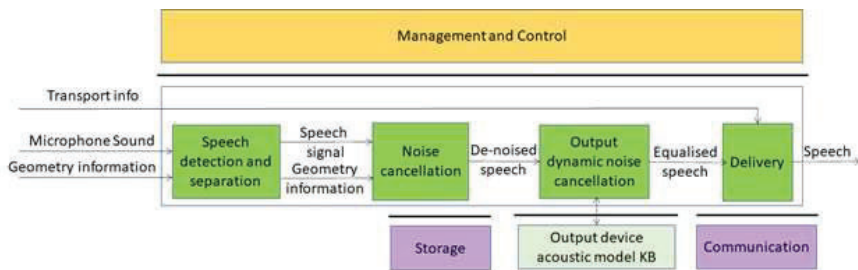 Management and Control
Transport info
Microphone Sound
Geometry information
Speech
detection and
separation
Speech
signal
Geometry
information
Noise
cancellation
De-noised
speech
Output
dynamic noise
cancellation
Equalised
speech
Delivery
Speech
Storage
Output device
acoustic model KB
Communication